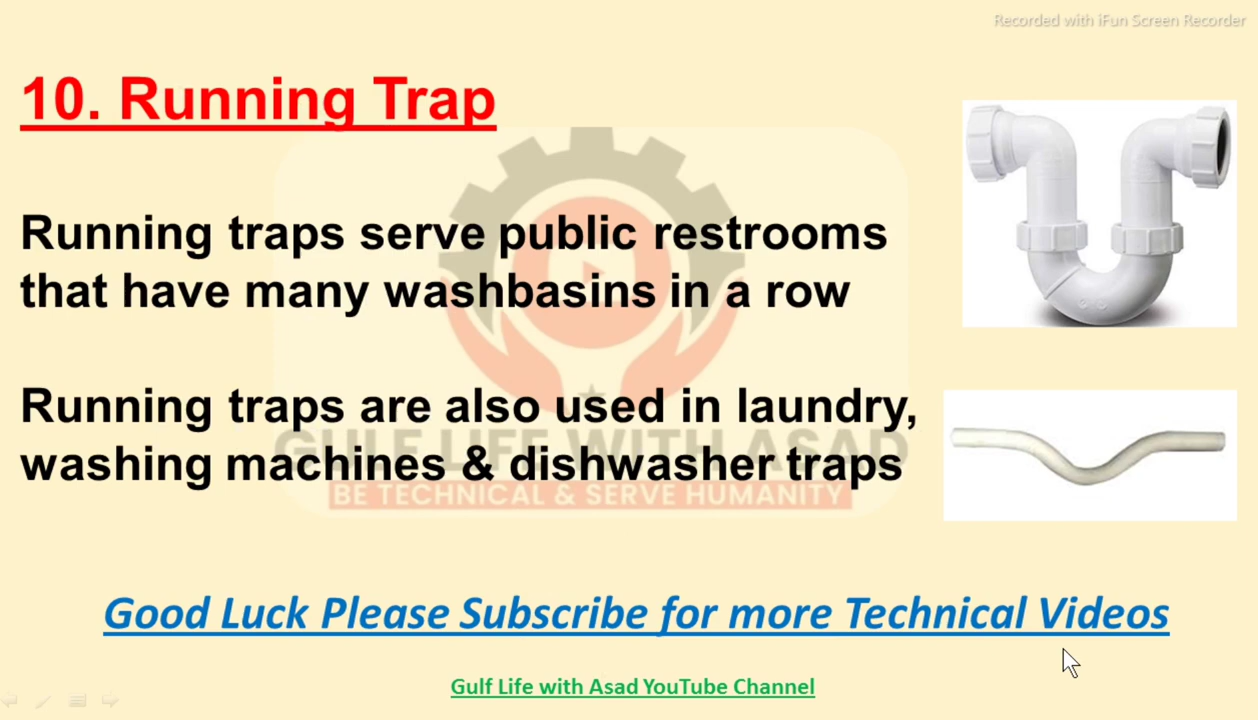 Recorded with iFun Screen Recorder
10. Running Trap
Running traps serve public restrooms
that have many washbasins in a row
Running traps are also used in laundry,
washing machines & dishwasher traps
GULF LIFE WITH ASAD
BE TECHNICAL & SERVE HUMANITY
Good Luck Please Subscribe for more Technical Videos
Gulf Life with Asad YouTube Channel